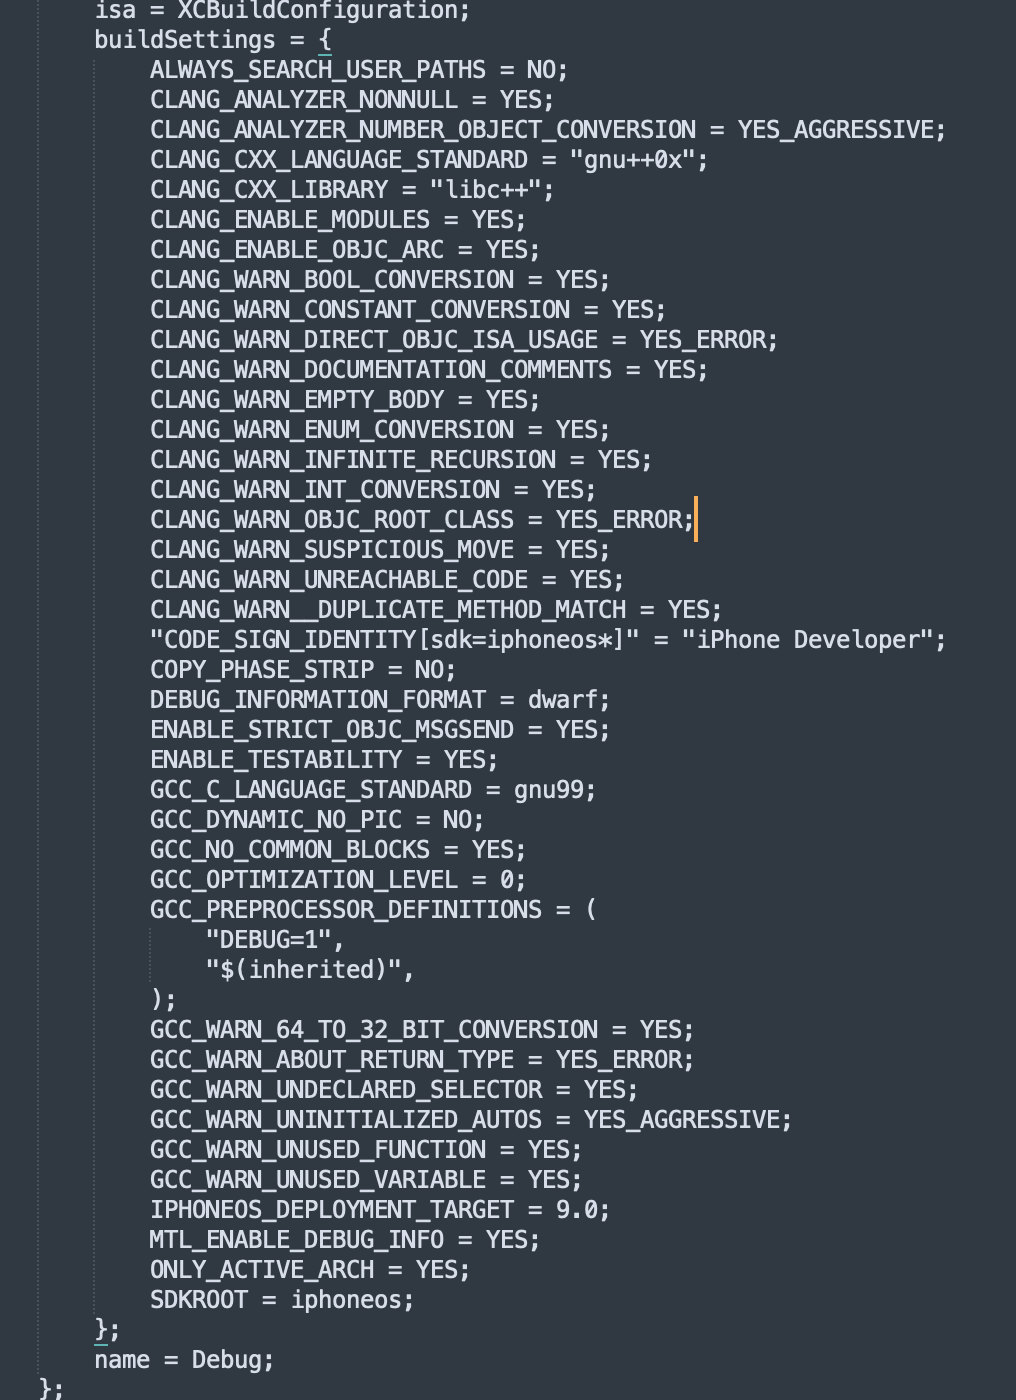 isa = XCBuildConfiguration;
buildSettings = {
ALWAYS_SEARCH_USER_PATHS = NO;
CLANG_ANALYZER_NONNULL = YES;
CLANG_ANALYZER_NUMBER_OBJECT_CONVERSION = YES_AGGRESSIVE;
CLANG_CXX_LANGUAGE_STANDARD = "gnu++0x";
CLANG_CXX_LIBRARY = "libc++";
CLANG_ENABLE_MODULES = YES;
CLANG_ENABLE_OBJC_ARC = YES;
CLANG_WARN_BOOL_CONVERSION = YES;
CLANG_WARN_CONSTANT_CONVERSION = YES;
CLANG_WARN_DIRECT_OBJC_ISA_USAGE = YES_ERROR;
CLANG_WARN_DOCUMENTATION_COMMENTS = YES;
CLANG_WARN_EMPTY_BODY = YES;
CLANG_WARN_ENUM_CONVERSION = YES;
CLANG_WARN_INFINITE_RECURSION = YES;
CLANG_WARN_INT_CONVERSION = YES;
CLANG_WARN_OBJC_ROOT_CLASS = YES_ERROR;
CLANG_WARN_SUSPICIOUS_MOVE = YES;
CLANG_WARN_UNREACHABLE_CODE = YES;
CLANG_WARN__DUPLICATE_METHOD_MATCH = YES;
"CODE_SIGN_IDENTITY[sdk=iphoneos*]" = "iPhone Developer";
COPY_PHASE_STRIP = NO;
DEBUG_INFORMATION_FORMAT = dwarf;
ENABLE_STRICT_OBJC_MSGSEND = YES;
ENABLE_TESTABILITY = YES;
GCC_C_LANGUAGE_STANDARD = gnu99;
GCC_DYNAMIC_NO_PIC = NO;
GCC_NO_COMMON_BLOCKS = YES;
GCC_OPTIMIZATION_LEVEL = 0;
GCC_PREPROCESSOR_DEFINITIONS = (
"DEBUG=1",
"$(inherited)",
);
GCC_WARN_64_TO_32_BIT_CONVERSION = YES;
GCC_WARN_ABOUT_RETURN_TYPE = YES_ERROR;
GCC_WARN_UNDECLARED_SELECTOR = YES;
GCC_WARN_UNINITIALIZED_AUTOS = YES_AGGRESSIVE;
GCC_WARN_UNUSED_FUNCTION = YES;
GCC_WARN_UNUSED_VARIABLE = YES;
IPHONEOS_DEPLOYMENT_TARGET = 9.0;
MTL_ENABLE_DEBUG_INFO = YES;
ONLY_ACTIVE_ARCH = YES;
SDKROOT = iphoneos;
};
name = Debug;
};